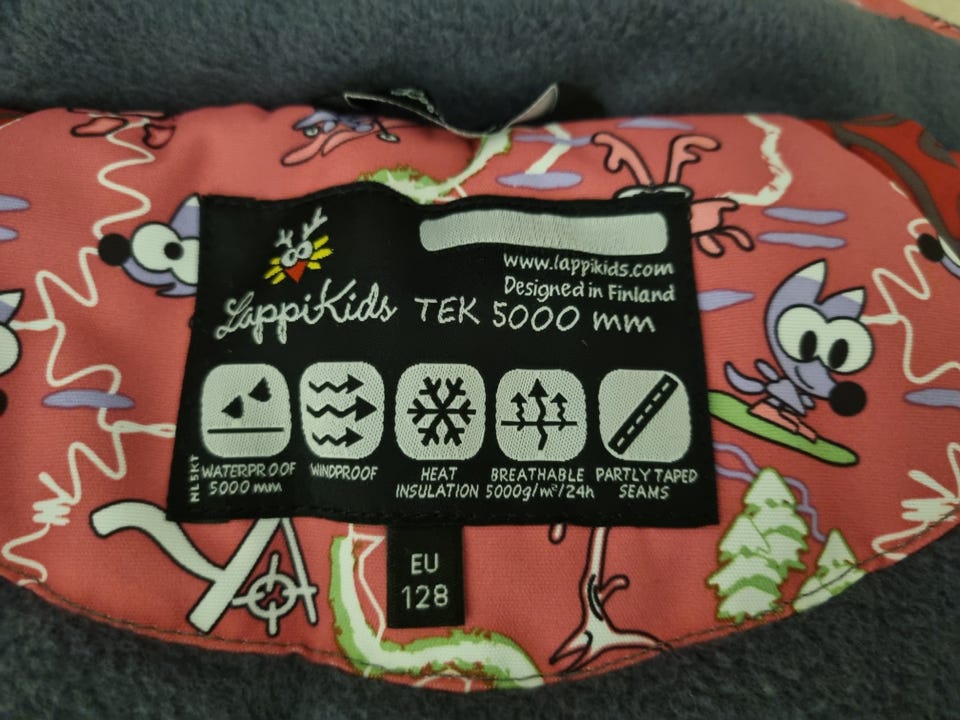 www.lappikids.com
Designed in Finland
LappiKids TEK 5000 mm
WATERPROOF
5000 mm
WINDPROOF
HEAT
INSULATION
BREATHABLE
5000g/m²/24h
PARTLY TAPED
SEAMS
NL5KT
EU
128